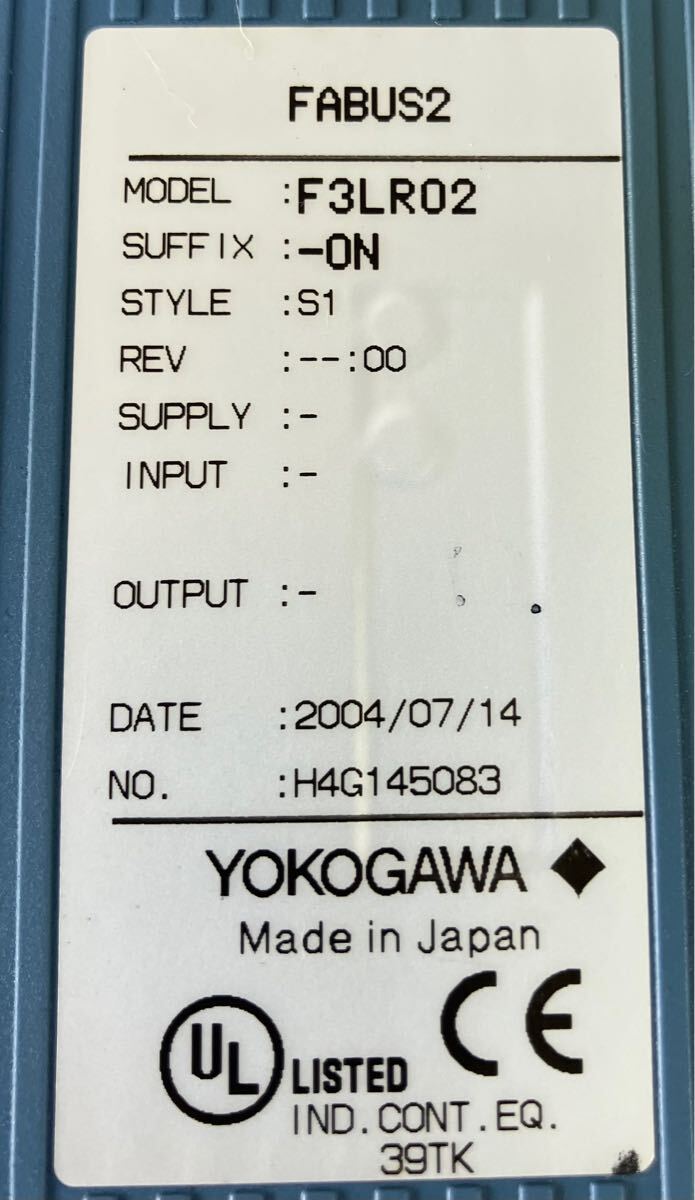 FABUS2
MODEL :F3LR02
SUFFIX :-0N
STYLE :S1
REV :--:00
SUPPLY :-
INPUT :-
OUTPUT :-
DATE :2004/07/14
NO. :H4G145083
YOKOGAWA
Made in Japan
UL LISTED CE
IND.CONT.EQ.
39TK